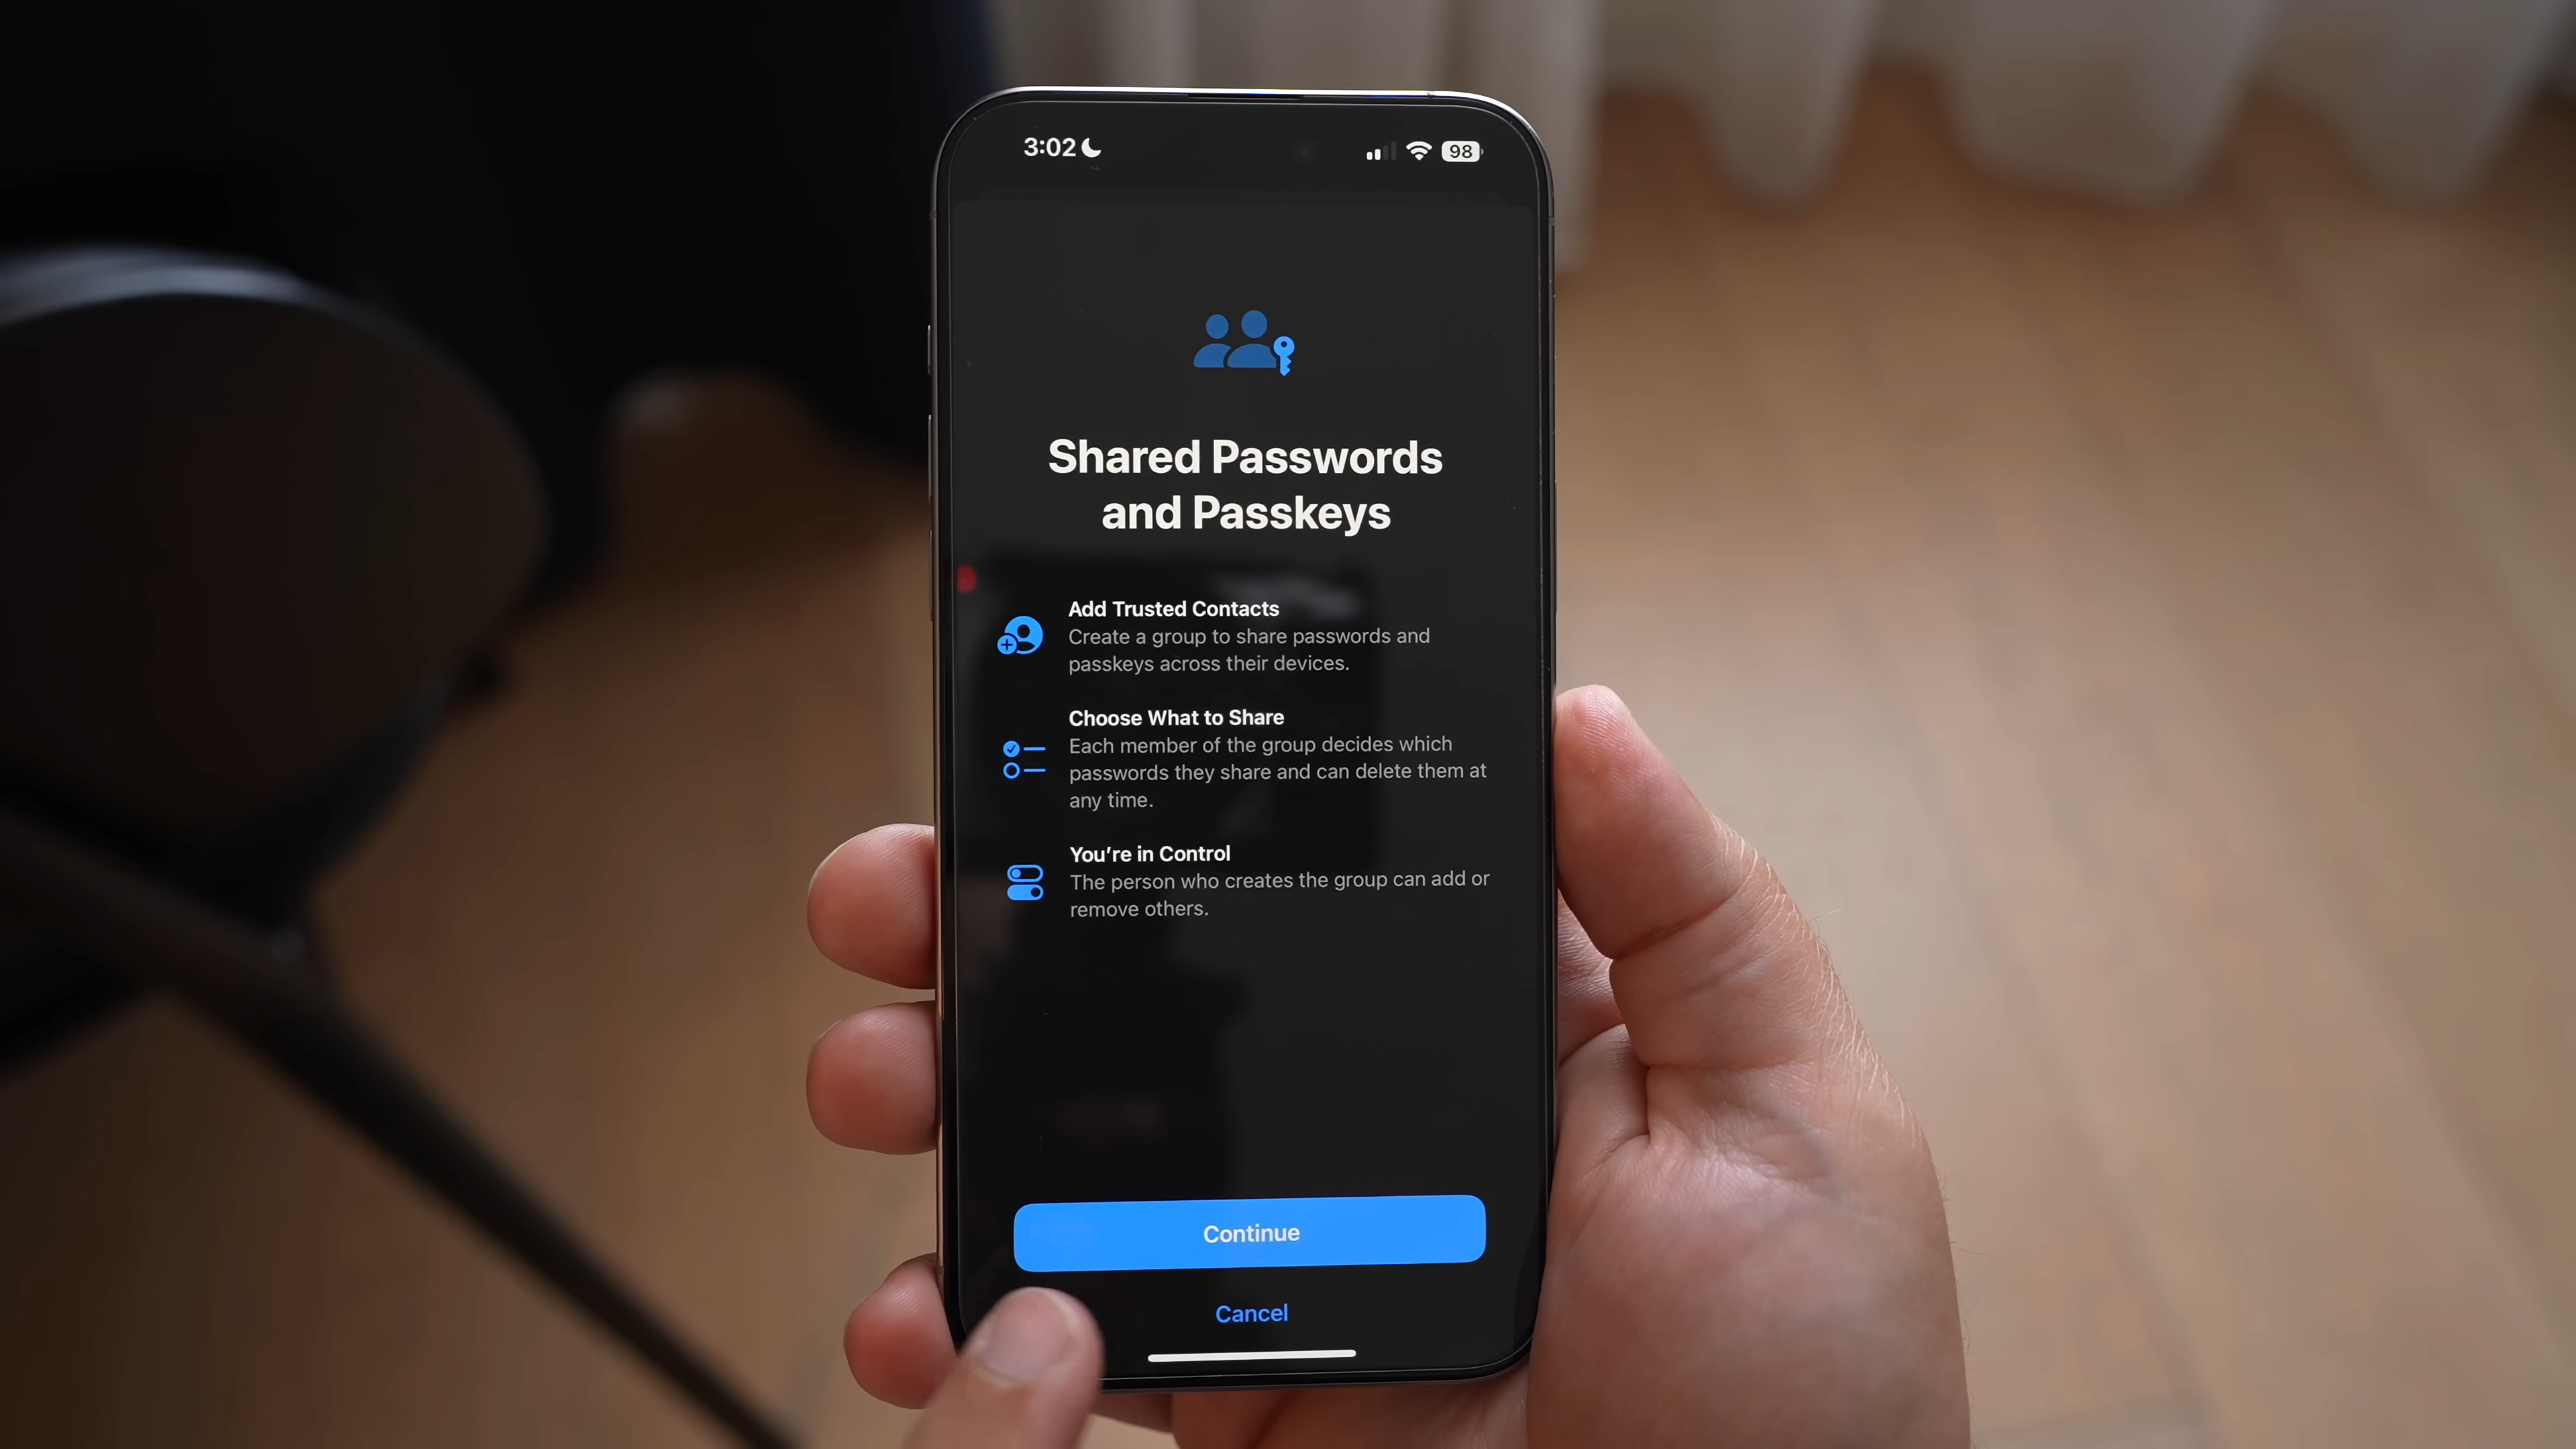 3:02
98
Shared Passwords
and Passkeys
Add Trusted Contacts
Create a group to share passwords and
passkeys across their devices.
Choose What to Share
Each member of the group decides which
passwords they share and can delete them at
any time.
You’re in Control
The person who creates the group can add or
remove others.
Continue
Cancel